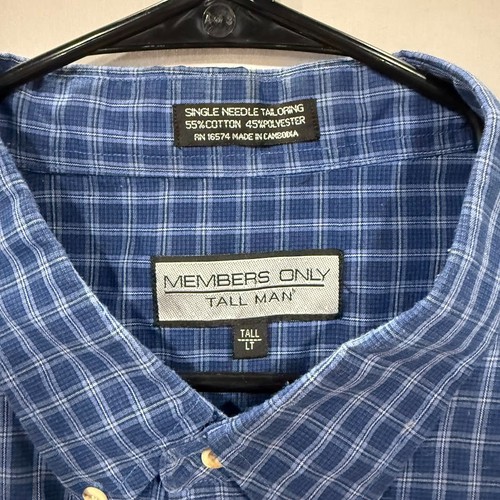 SINGLE NEEDLE TAILORING
55%COTTON 45%POLYESTER
RN 16574 MADE IN CAMBODIA
MEMBERS ONLY
TALL MAN
TALL
LT